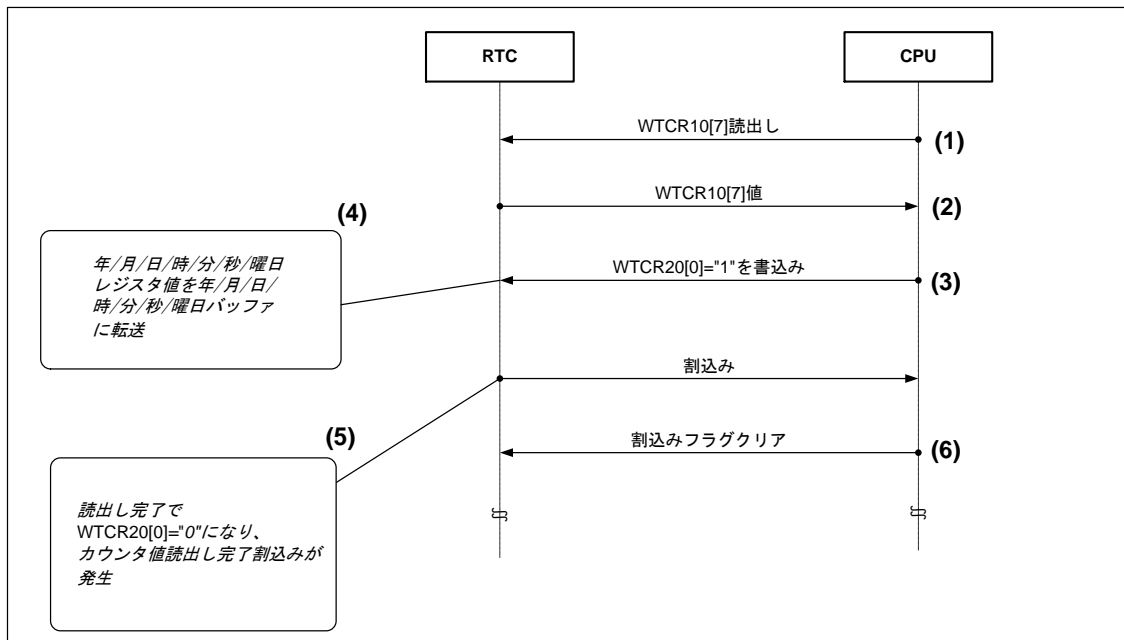 RTC
CPU
WTCR10[7]読出し
(1)
WTCR10[7]値
(2)
(4)
年/月/日/時/分/秒/曜日
レジスタ値を年/月/日/
時/分/秒/曜日バッファ
に転送
WTCR20[0]="1"を書込み
(3)
割込み
(5)
読出し完了で
WTCR20[0]="0"になり、
カウンタ値読出し完了割込みが
発生
割込みフラグクリア
(6)